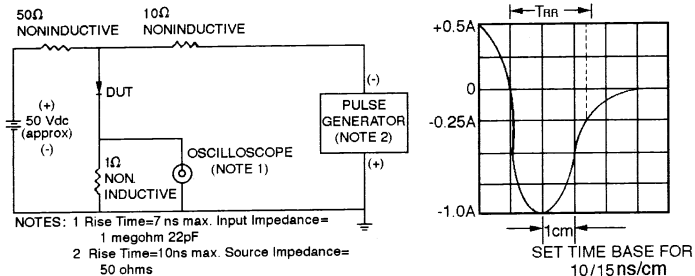 50Ω
NONINDUCTIVE
10Ω
NONINDUCTIVE
DUT
(+)
50 Vdc
(approx)
(-)
1Ω
NON.
INDUCTIVE
OSCILLOSCOPE
(NOTE 1)
(-)
PULSE
GENERATOR
(NOTE 2)
(+)
NOTES: 1 Rise Time=7 ns max. Input Impedance=
1 megohm 22pF
2 Rise Time=10ns max. Source Impedance=
50 ohms
TRR
+0.5A
0
-0.25A
-1.0A
1cm
SET TIME BASE FOR
10/15ns/cm